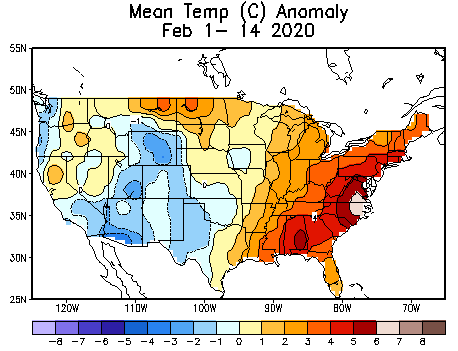 Mean Temp (C) Anomaly
Feb 1- 14 2020
55N
50N
45N
40N
35N
30N
25N
120W 110W 100W 90W 80W 70W
-8 -7 -6 -5 -4 -3 -2 -1 0 1 2 3 4 5 6 7 8